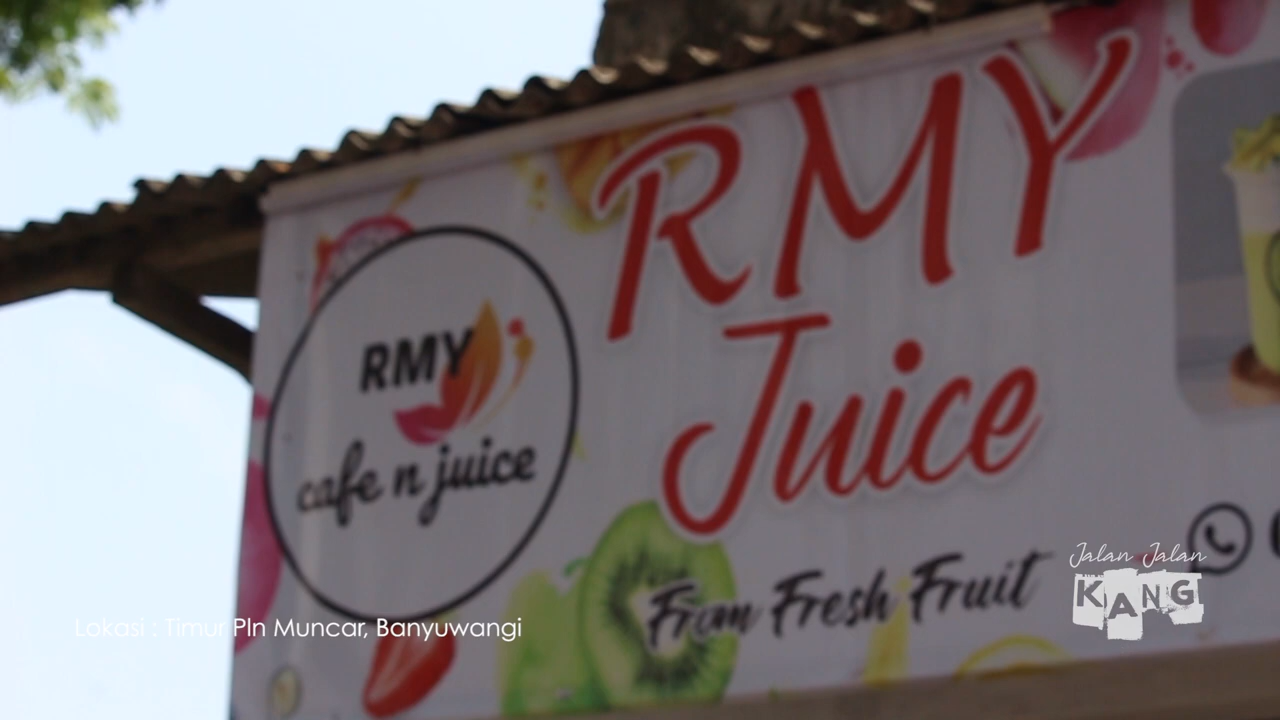 RMY
Juice
RMY
cafe n juice
From Fresh Fruit
Jalan Jalan
KANG
Lokasi : Timur Pln Muncar, Banyuwangi